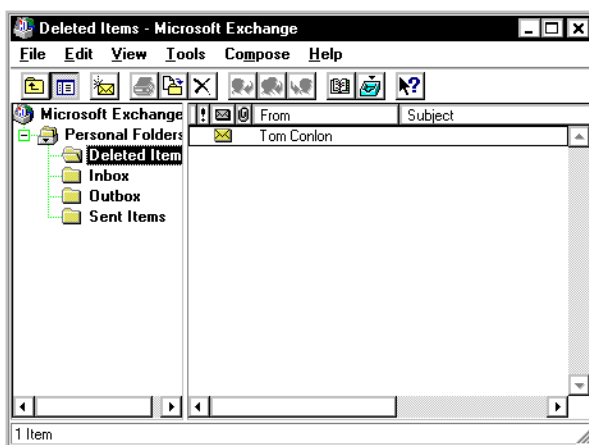 Deleted Items - Microsoft Exchange
File Edit View Tools Compose Help
Microsoft Exchange
! From Subject
Personal Folders
Tom Conlon
Deleted Item
Inbox
Outbox
Sent Items
1 Item